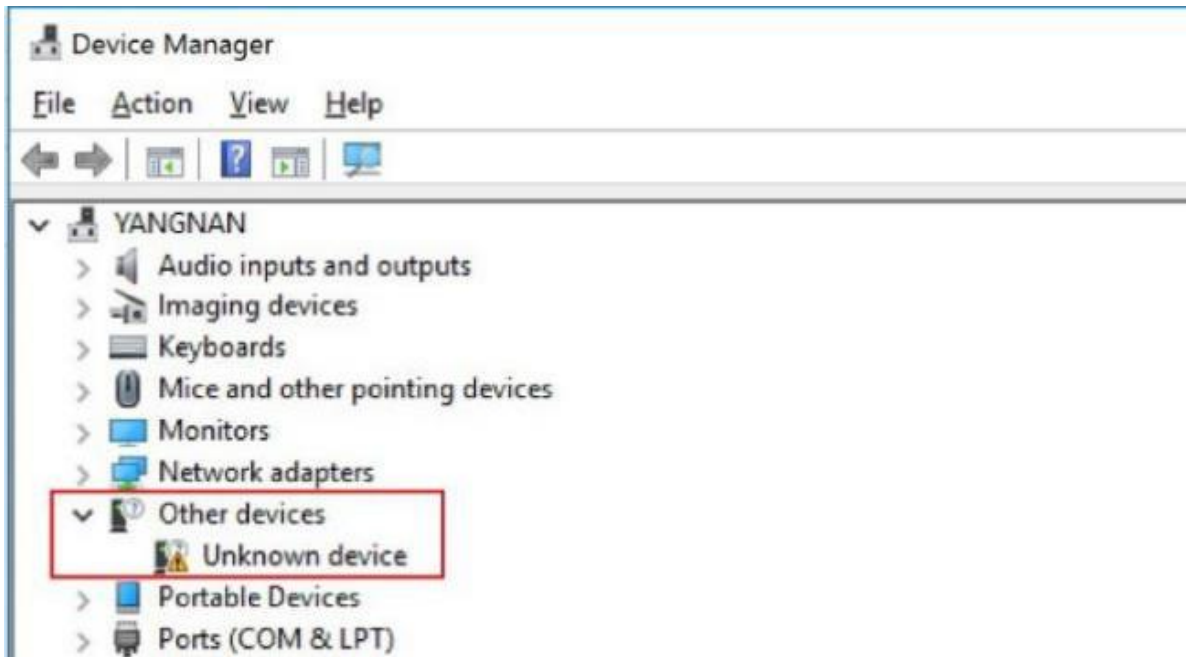 Device Manager
File Action View Help
YANGNAN
Audio inputs and outputs
Imaging devices
Keyboards
Mice and other pointing devices
Monitors
Network adapters
Other devices
Unknown device
Portable Devices
Ports (COM & LPT)